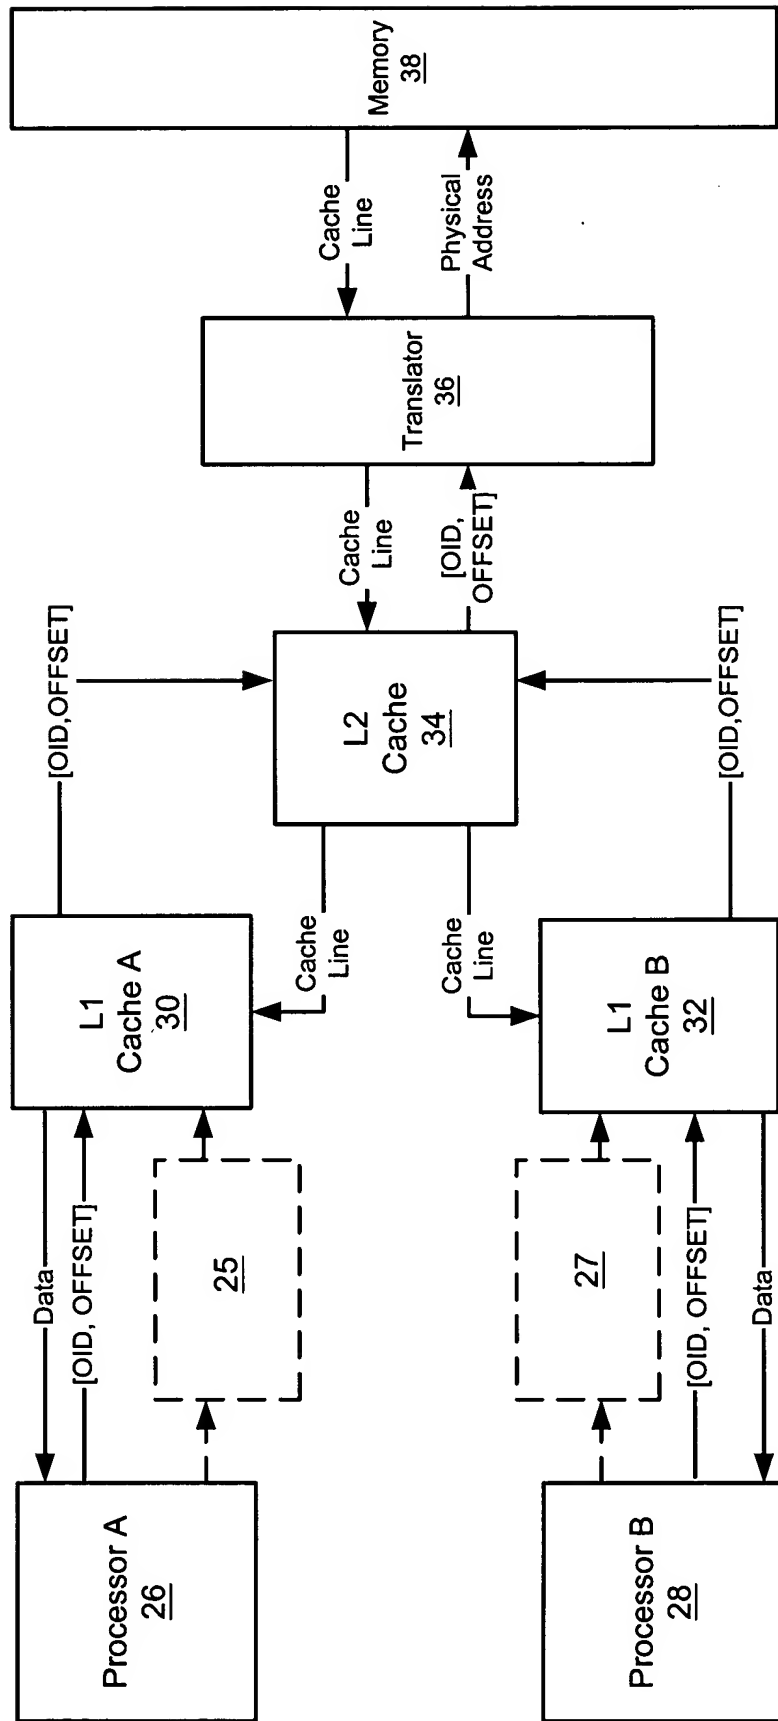 Processor A
26
Data
[OID, OFFSET]
25
L1
Cache A
30
[OID,OFFSET]
Cache
Line
Processor B
28
27
[OID, OFFSET]
Data
L1
Cache B
32
Cache
Line
[OID,OFFSET]
L2
Cache
34
Cache
Line
[OID,
OFFSET]
Translator
36
Cache
Line
Physical
Address
Memory
38